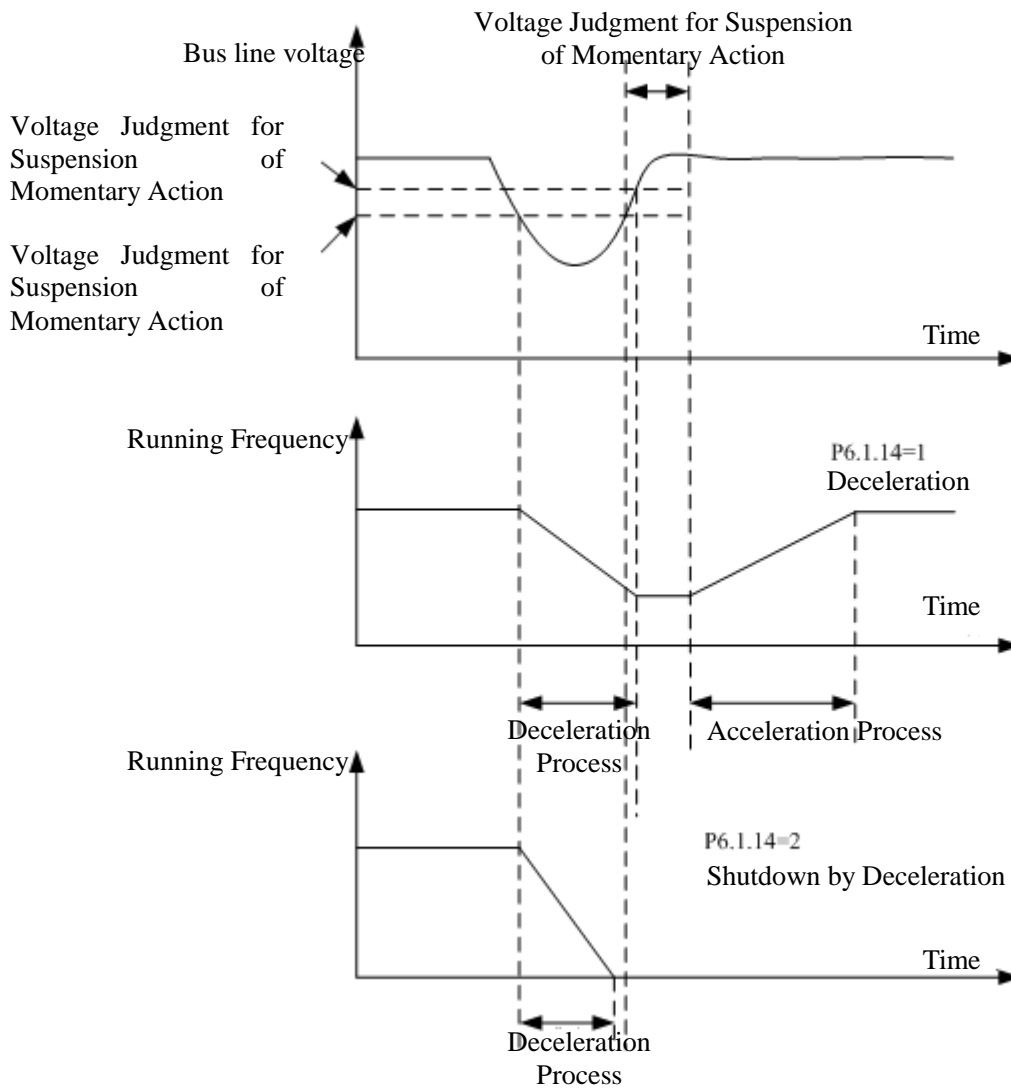 Voltage Judgment for Suspension
of Momentary Action
Bus line voltage
Voltage Judgment for
Suspension of
Momentary Action
Voltage Judgment for
Suspension of
Momentary Action
Time
Running Frequency
P6.1.14=1
Deceleration
Time
Deceleration
Process
Acceleration Process
Running Frequency
P6.1.14=2
Shutdown by Deceleration
Time
Deceleration
Process